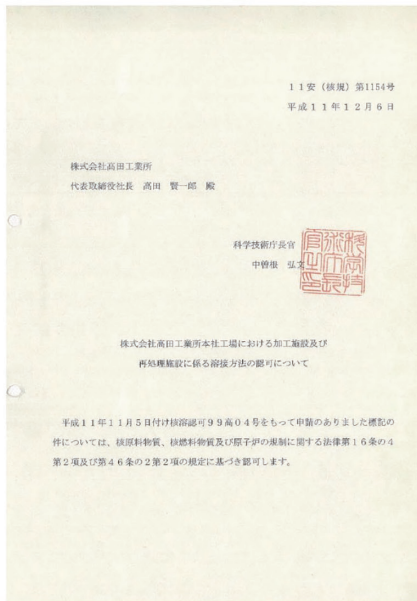 11安（核規）第1154号
平成11年12月6日
株式会社高田工業所
代表取締役社長　高田　賢一郎　殿
科学技術庁長官
中曽根　弘文
株式会社高田工業所本社工場における加工施設及び
再処理施設に係る溶接方法の認可について
平成11年11月5日付け核溶認可99高04号をもって申請のありました標記の
件については、核原料物質、核燃料物質及び原子炉の規制に関する法律第16条の4
第2項及び第46条の2第2項の規定に基づき認可します。